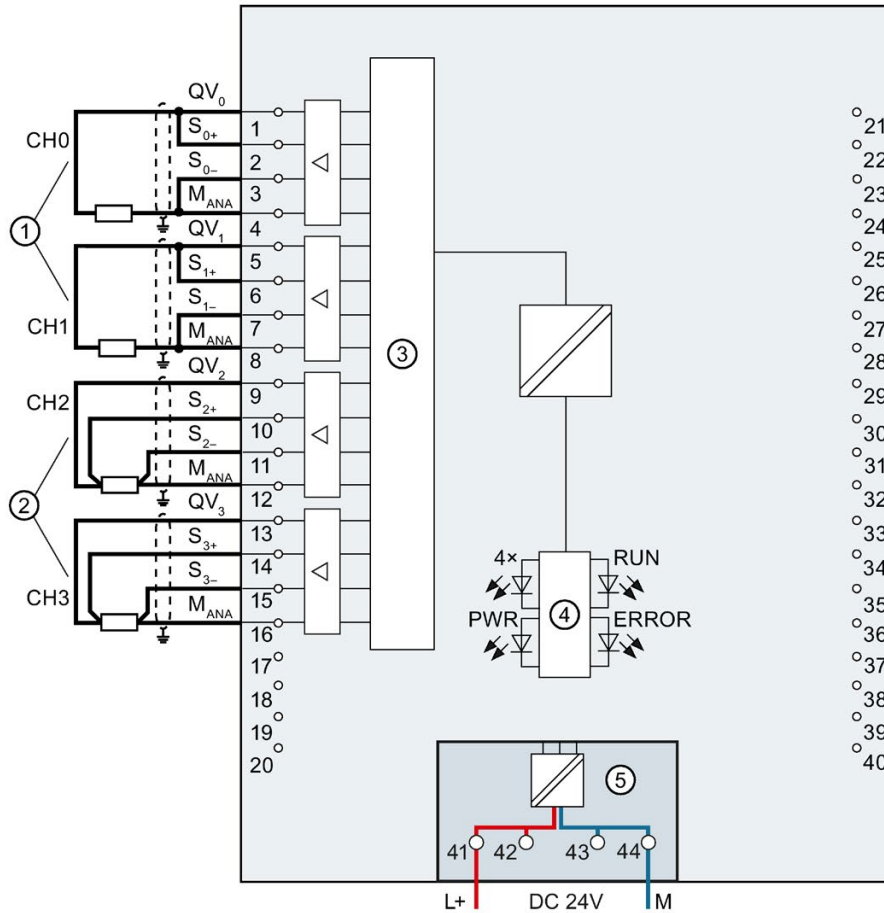 QV0
S0+
S0–
MANA
CH0
1
2
3
4
①
QV1
S1+
S1–
MANA
CH1
5
6
7
8
QV2
S2+
S2–
MANA
CH2
9
10
11
12
②
QV3
S3+
S3–
MANA
CH3
13
14
15
16
17
18
19
20
③
21
22
23
24
25
26
27
28
29
30
31
32
33
34
35
36
37
38
39
40
4× RUN
④
PWR ERROR
⑤
41 42 43 44
L+ DC 24V M